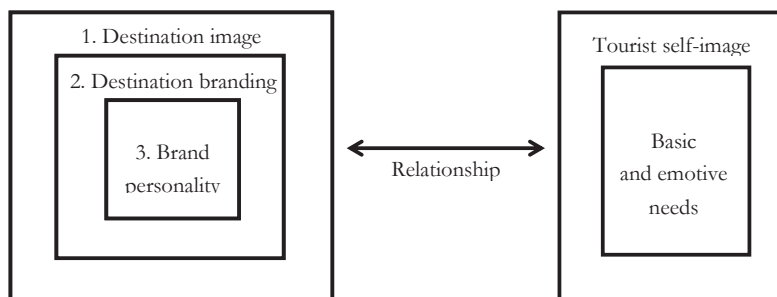 1. Destination image
2. Destination branding
3. Brand
personality
Relationship
Tourist self-image
Basic
and emotive
needs